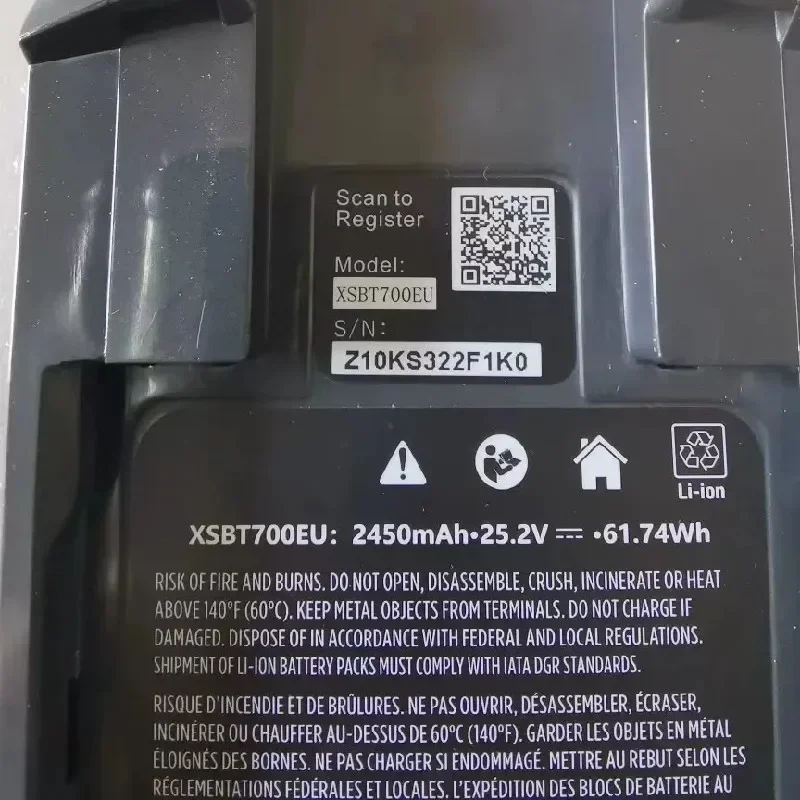 Scan to
Register
Model:
XSBT700EU
S/N:
Z10KS322F1K0
Li-ion
XSBT700EU: 2450mAh•25.2V ⎓ •61.74Wh
RISK OF FIRE AND BURNS. DO NOT OPEN, DISASSEMBLE, CRUSH, INCINERATE OR HEAT
ABOVE 140°F (60°C). KEEP METAL OBJECTS FROM TERMINALS. DO NOT CHARGE IF
DAMAGED. DISPOSE OF IN ACCORDANCE WITH FEDERAL AND LOCAL REGULATIONS.
SHIPMENT OF LI-ION BATTERY PACKS MUST COMPLY WITH IATA DGR STANDARDS.
RISQUE D'INCENDIE ET DE BRÛLURES. NE PAS OUVRIR, DÉSASSEMBLER, ÉCRASER,
INCINÉRER OU CHAUFFER AU-DESSUS DE 60°C (140°F). GARDER LES OBJETS EN MÉTAL
ÉLOIGNÉS DES BORNES. NE PAS CHARGER SI ENDOMMAGÉ. METTRE AU REBUT SELON LES
RÉGLEMENTATIONS FÉDÉRALES ET LOCALES. L'EXPÉDITION DES BLOCS DE BATTERIE AU